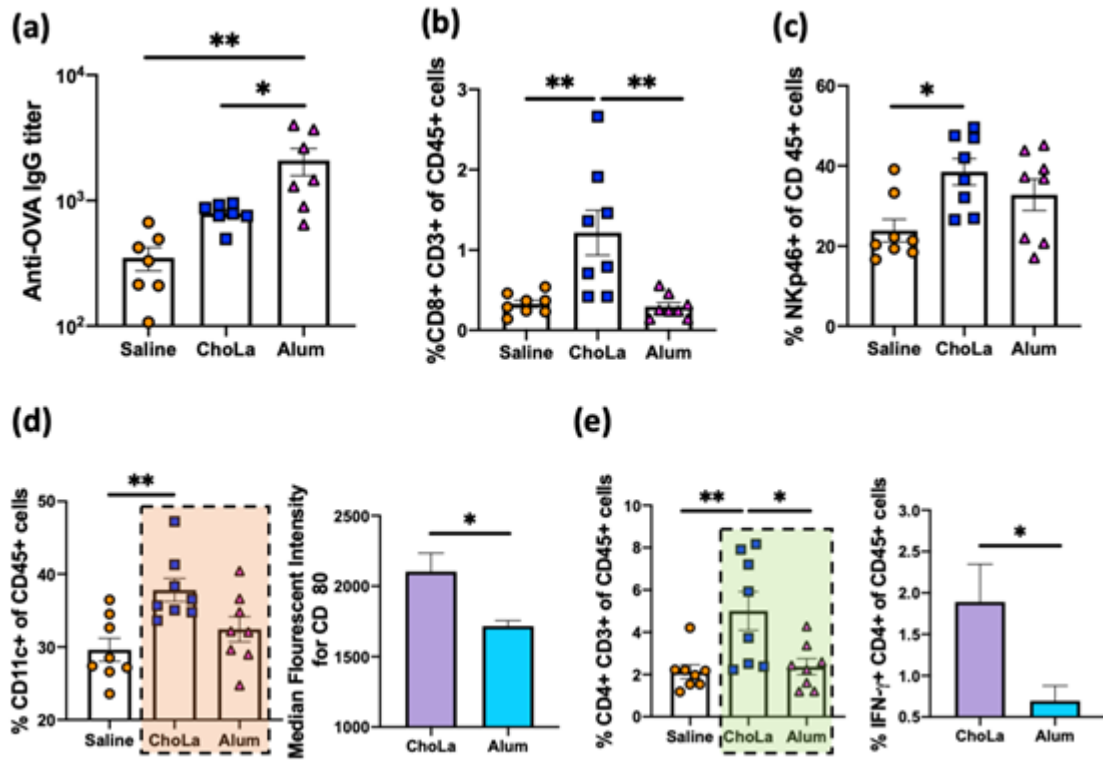 (a)
**
*
Anti-OVA IgG titer
10⁴
10³
10²
Saline ChoLa Alum
(b)
** **
%CD8+ CD3+ of CD45+ cells
3
2
1
0
Saline ChoLa Alum
(c)
*
% NKp46+ of CD 45+ cells
60
40
20
0
Saline ChoLa Alum
(d)
**
% CD11c+ of CD45+ cells
50
40
30
20
Saline ChoLa Alum
*
Median Flourescent Intensity
for CD 80
2500
2000
1500
1000
ChoLa Alum
(e)
** *
% CD4+ CD3+ of CD45+ cells
10
8
6
4
2
0
Saline ChoLa Alum
*
% IFN-γ+ CD4+ of CD45+ cells
3.0
2.5
2.0
1.5
1.0
0.5
ChoLa Alum